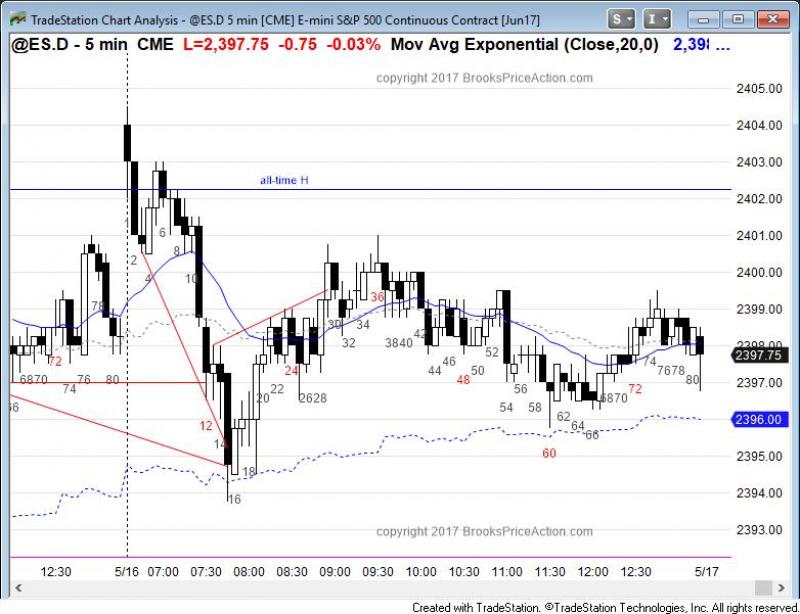 TradeStation Chart Analysis - @ES.D 5 min [CME] E-mini S&P 500 Continuous Contract [Jun17]
S I
@ES.D - 5 min CME L=2,397.75 -0.75 -0.03% Mov Avg Exponential (Close,20,0) 2,398 ...
copyright 2017 BrooksPriceAction.com
2405.00
2404.00
2403.00
all-time H
2402.00
2 4 6 8 10
2401.00
2400.00
2399.00
78
30 34 36 42
2398.00
32 3840
2397.75
72 74 76 80
6870
24 44 46 48 50 52
74 7678 80
2397.00
66
20 22 2628
54 56 58
6870 72
2396.00
12 14
62 64 66
60
2395.00
18
16
2394.00
copyright 2017 BrooksPriceAction.com
2393.00
12:30 5/16 07:00 07:30 08:00 08:30 09:00 09:30 10:00 10:30 11:00 11:30 12:00 12:30 5/17
Created with TradeStation. ©TradeStation Technologies, Inc. All rights reserved.